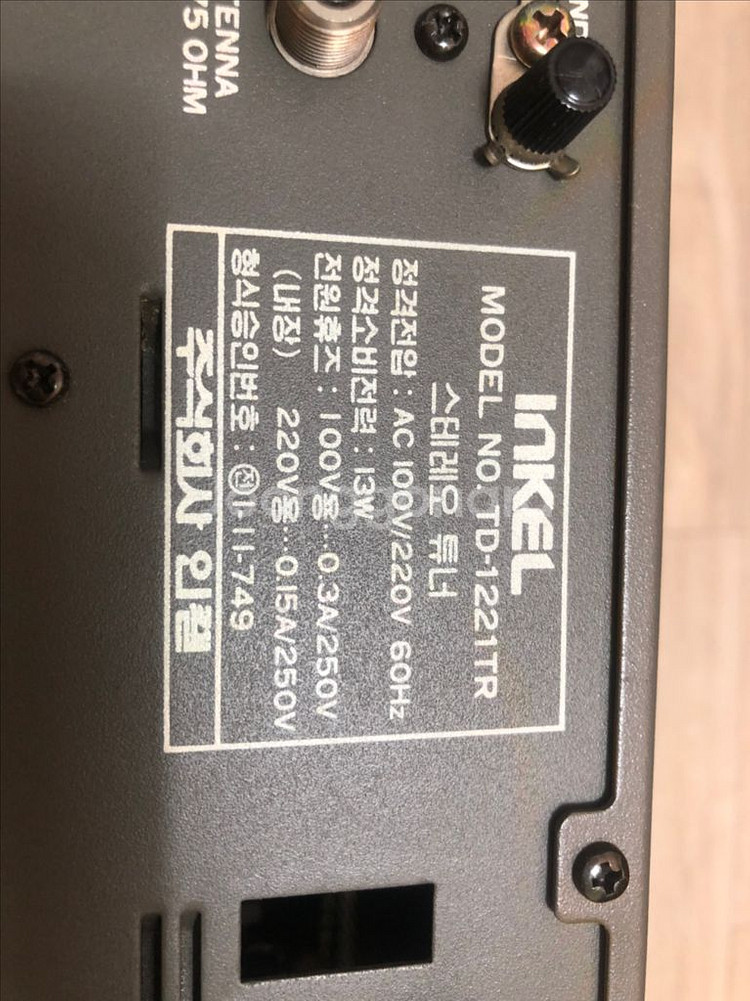 ANTENNA
75 OHM
INKEL
MODEL NO. TD-1221TR
스테레오 튜너
정격전압 : AC 100V/220V 60Hz
정격소비전력 : 13W
전원휴즈 : 100V용…0.3A/250V
(내장) 220V용…0.15A/250V
형식승인번호 : ㉠1-11-749
주식회사 인켈